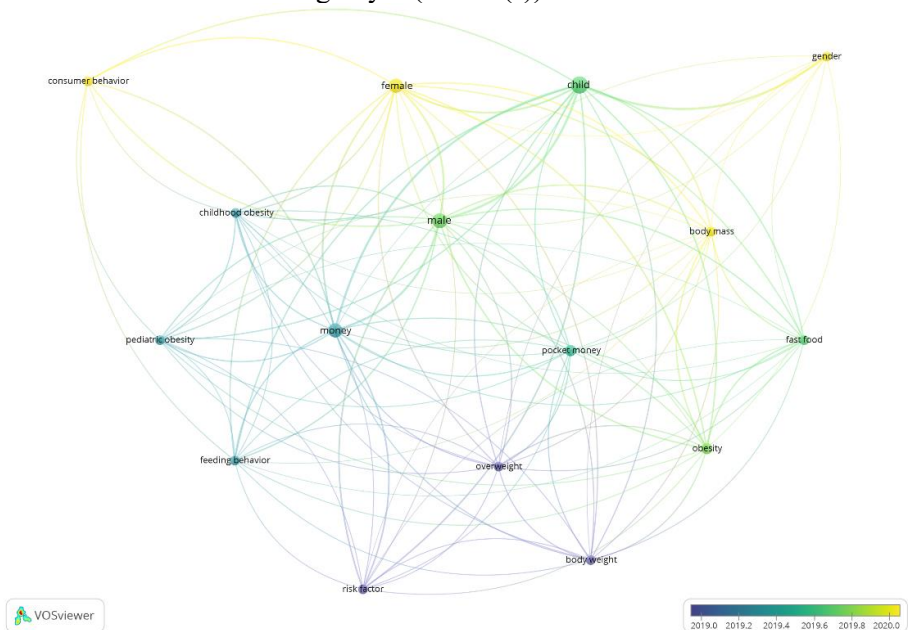 consumer behavior
female
child
gender
childhood obesity
male
body mass
pediatric obesity
money
pocket money
fast food
feeding behavior
overweight
obesity
body weight
risk factor
VOSviewer
2019.0 2019.2 2019.4 2019.6 2019.8 2020.0